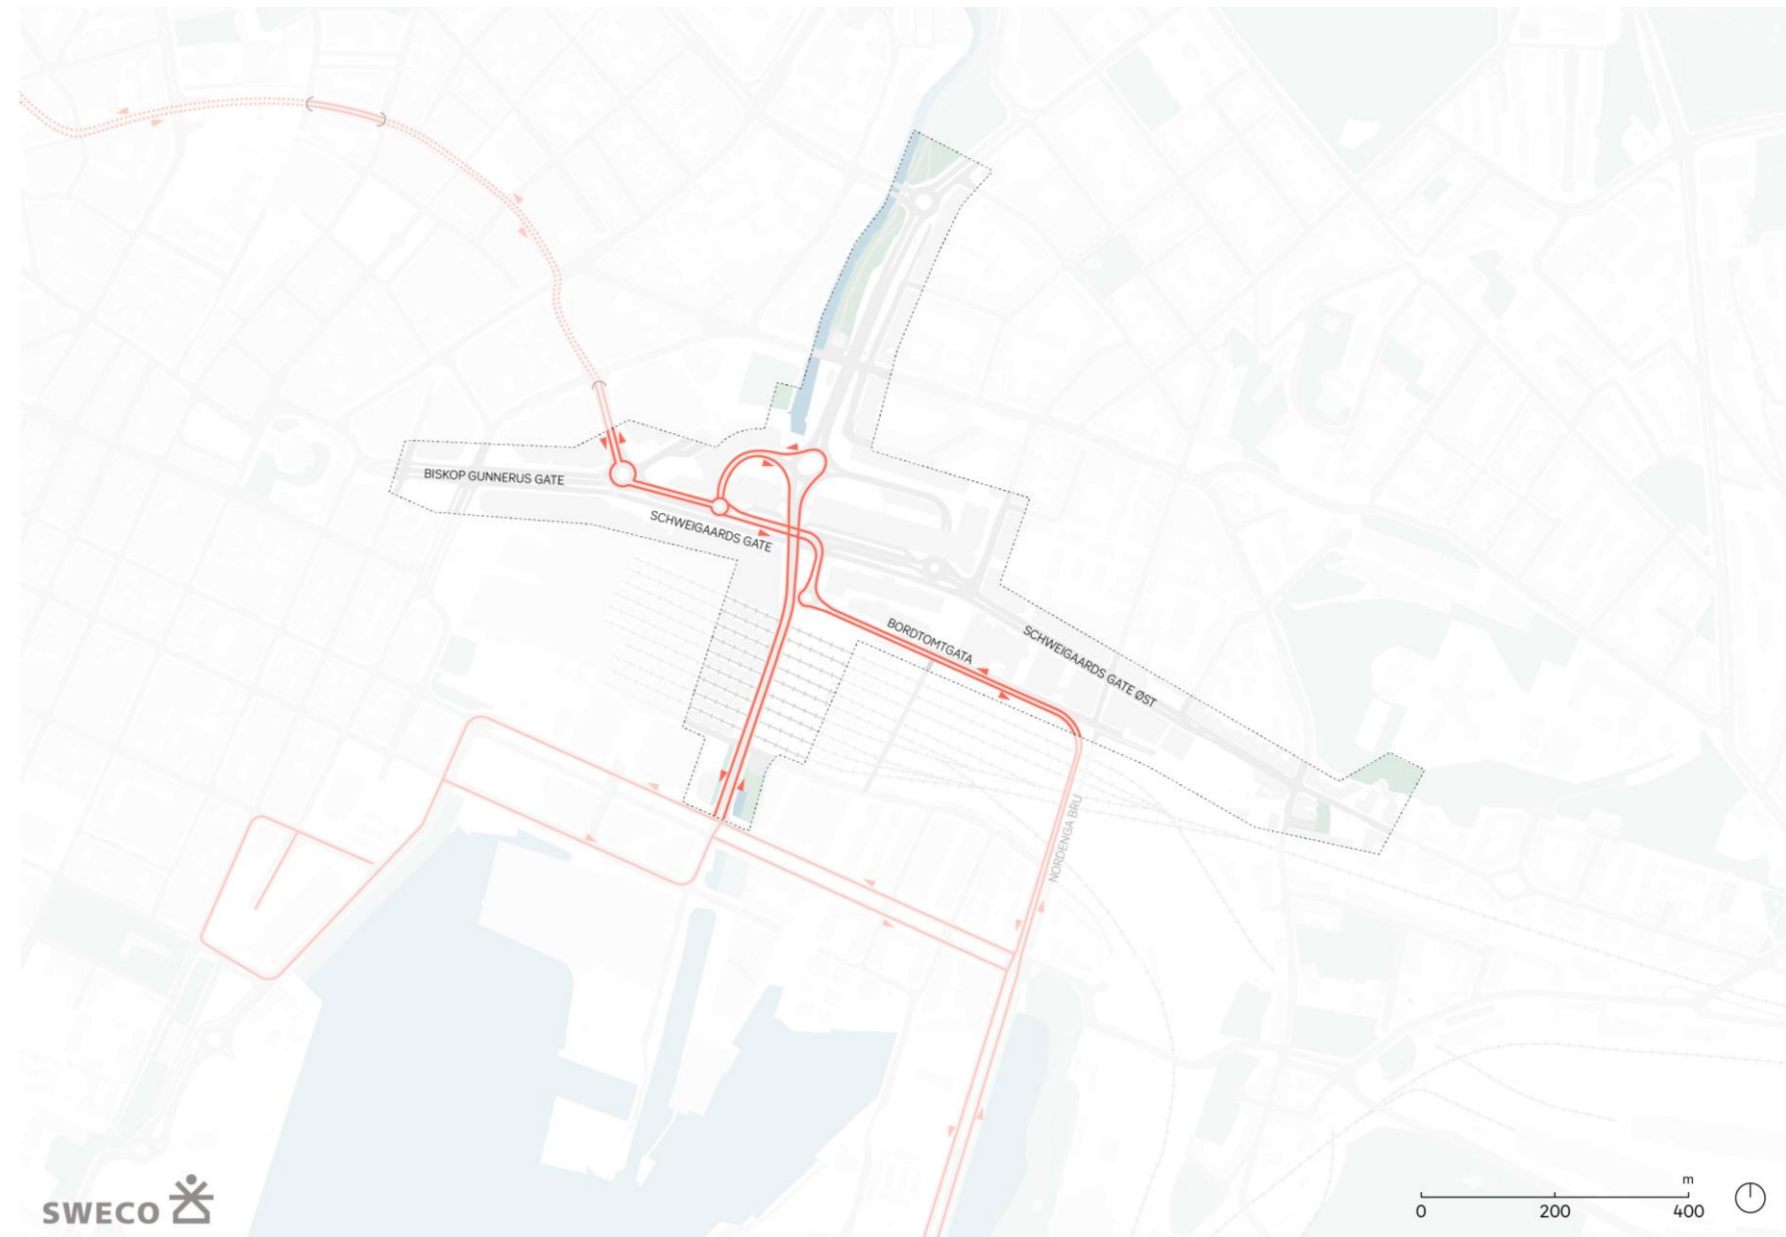 BISKOP GUNNERUS GATE
SCHWEIGAARDS GATE
BORDTOMTGATA
SCHWEIGAARDS GATE ØST
NORDENGA BRU
SWECO
m
0 200 400